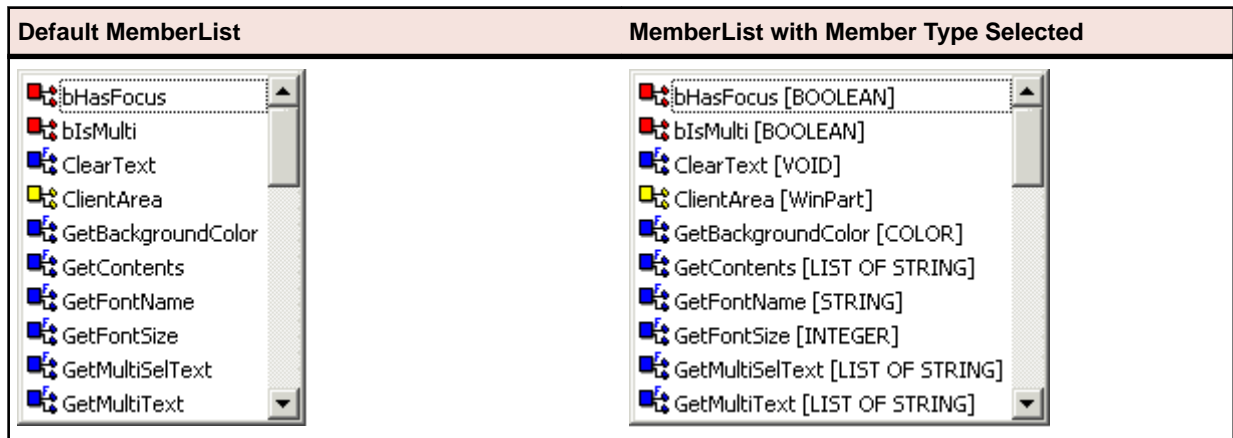 Default MemberList MemberList with Member Type Selected
bHasFocus
bIsMulti
ClearText
ClientArea
GetBackgroundColor
GetContents
GetFontName
GetFontSize
GetMultiSelText
GetMultiText
bHasFocus [BOOLEAN]
bIsMulti [BOOLEAN]
ClearText [VOID]
ClientArea [WinPart]
GetBackgroundColor [COLOR]
GetContents [LIST OF STRING]
GetFontName [STRING]
GetFontSize [INTEGER]
GetMultiSelText [LIST OF STRING]
GetMultiText [LIST OF STRING]